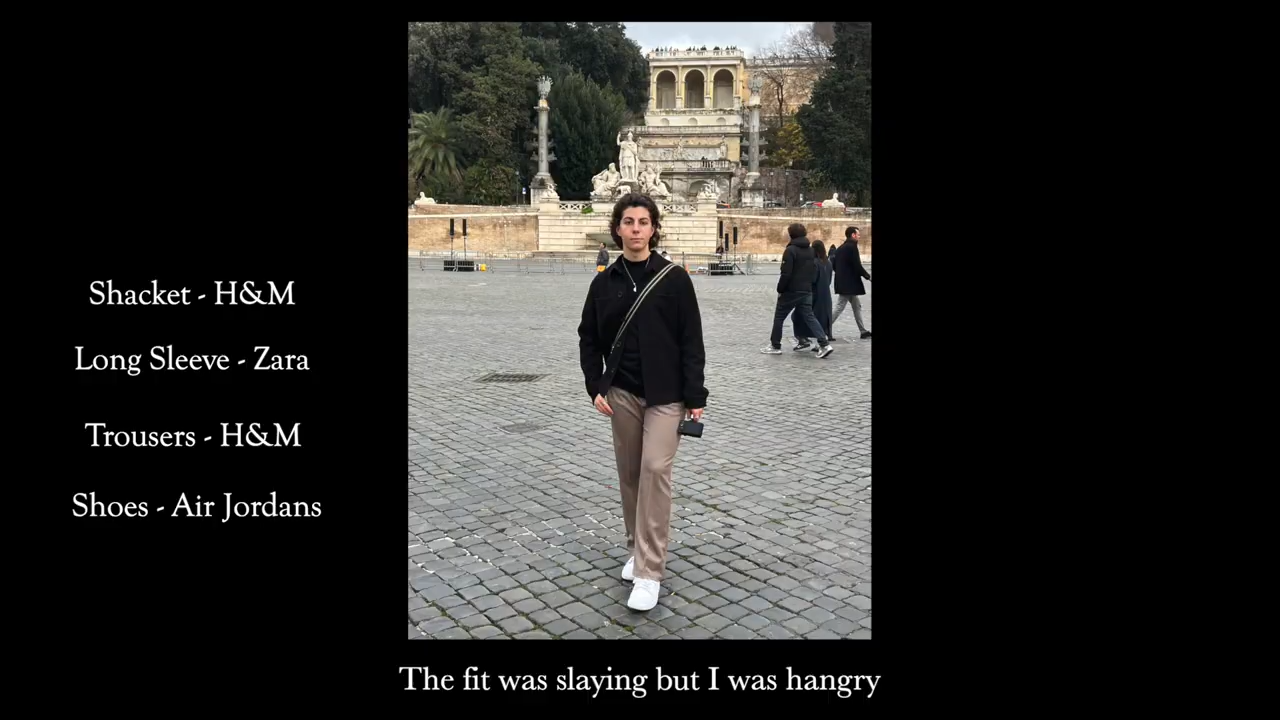 Shacket - H&M
Long Sleeve - Zara
Trousers - H&M
Shoes - Air Jordans
The fit was slaying but I was hangry